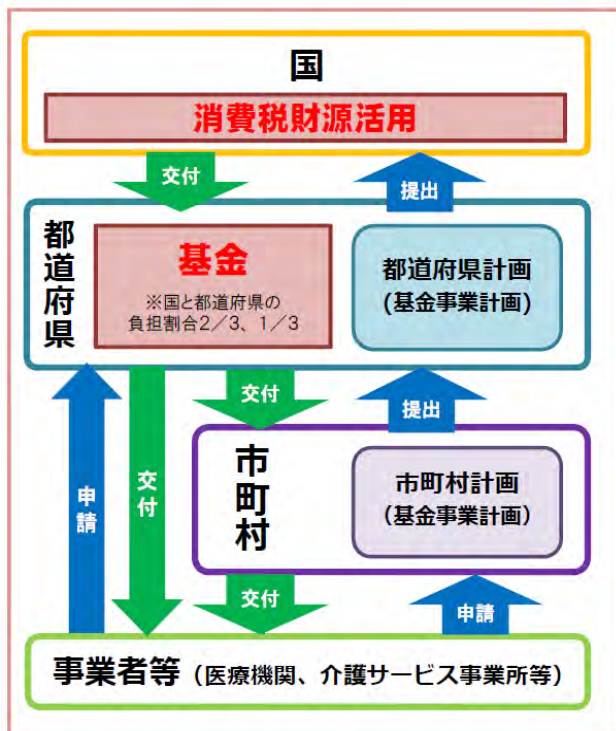 国
消費税財源活用
交付
提出
都道府県
基金
※国と都道府県の
負担割合2/3、1/3
都道府県計画
(基金事業計画)
申請
交付
交付
提出
市町村
市町村計画
(基金事業計画)
交付
申請
事業者等(医療機関、介護サービス事業所等)